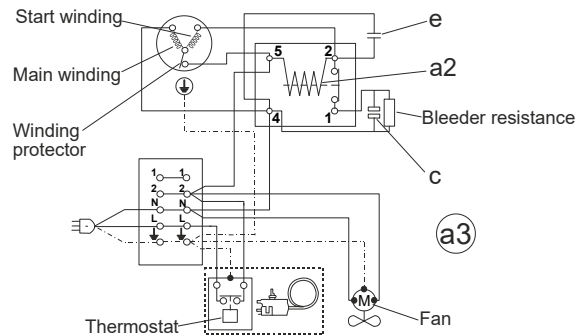 Start winding
e
5 2
Main winding
a2
Winding
protector
4 1
Bleeder resistance
c
1 1
2 2
N N
L L
a3
M
Thermostat
Fan